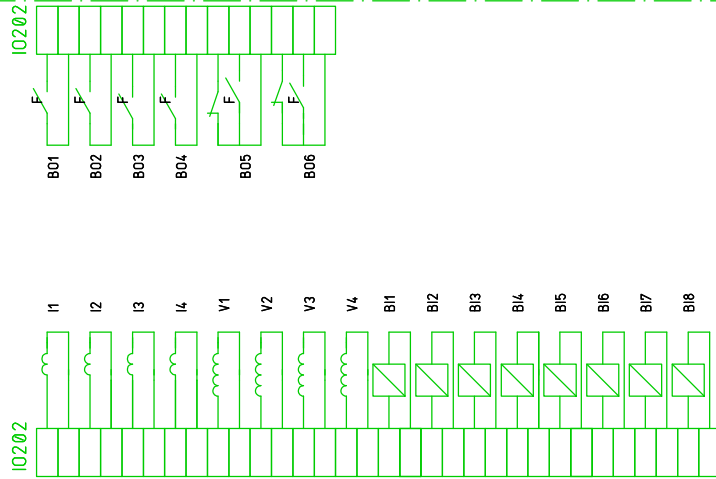 IO202
F F F F F F
BO1 BO2 BO3 BO4 BO5 BO6
I1 I2 I3 I4 V1 V2 V3 V4 BI1 BI2 BI3 BI4 BI5 BI6 BI7 BI8
IO202